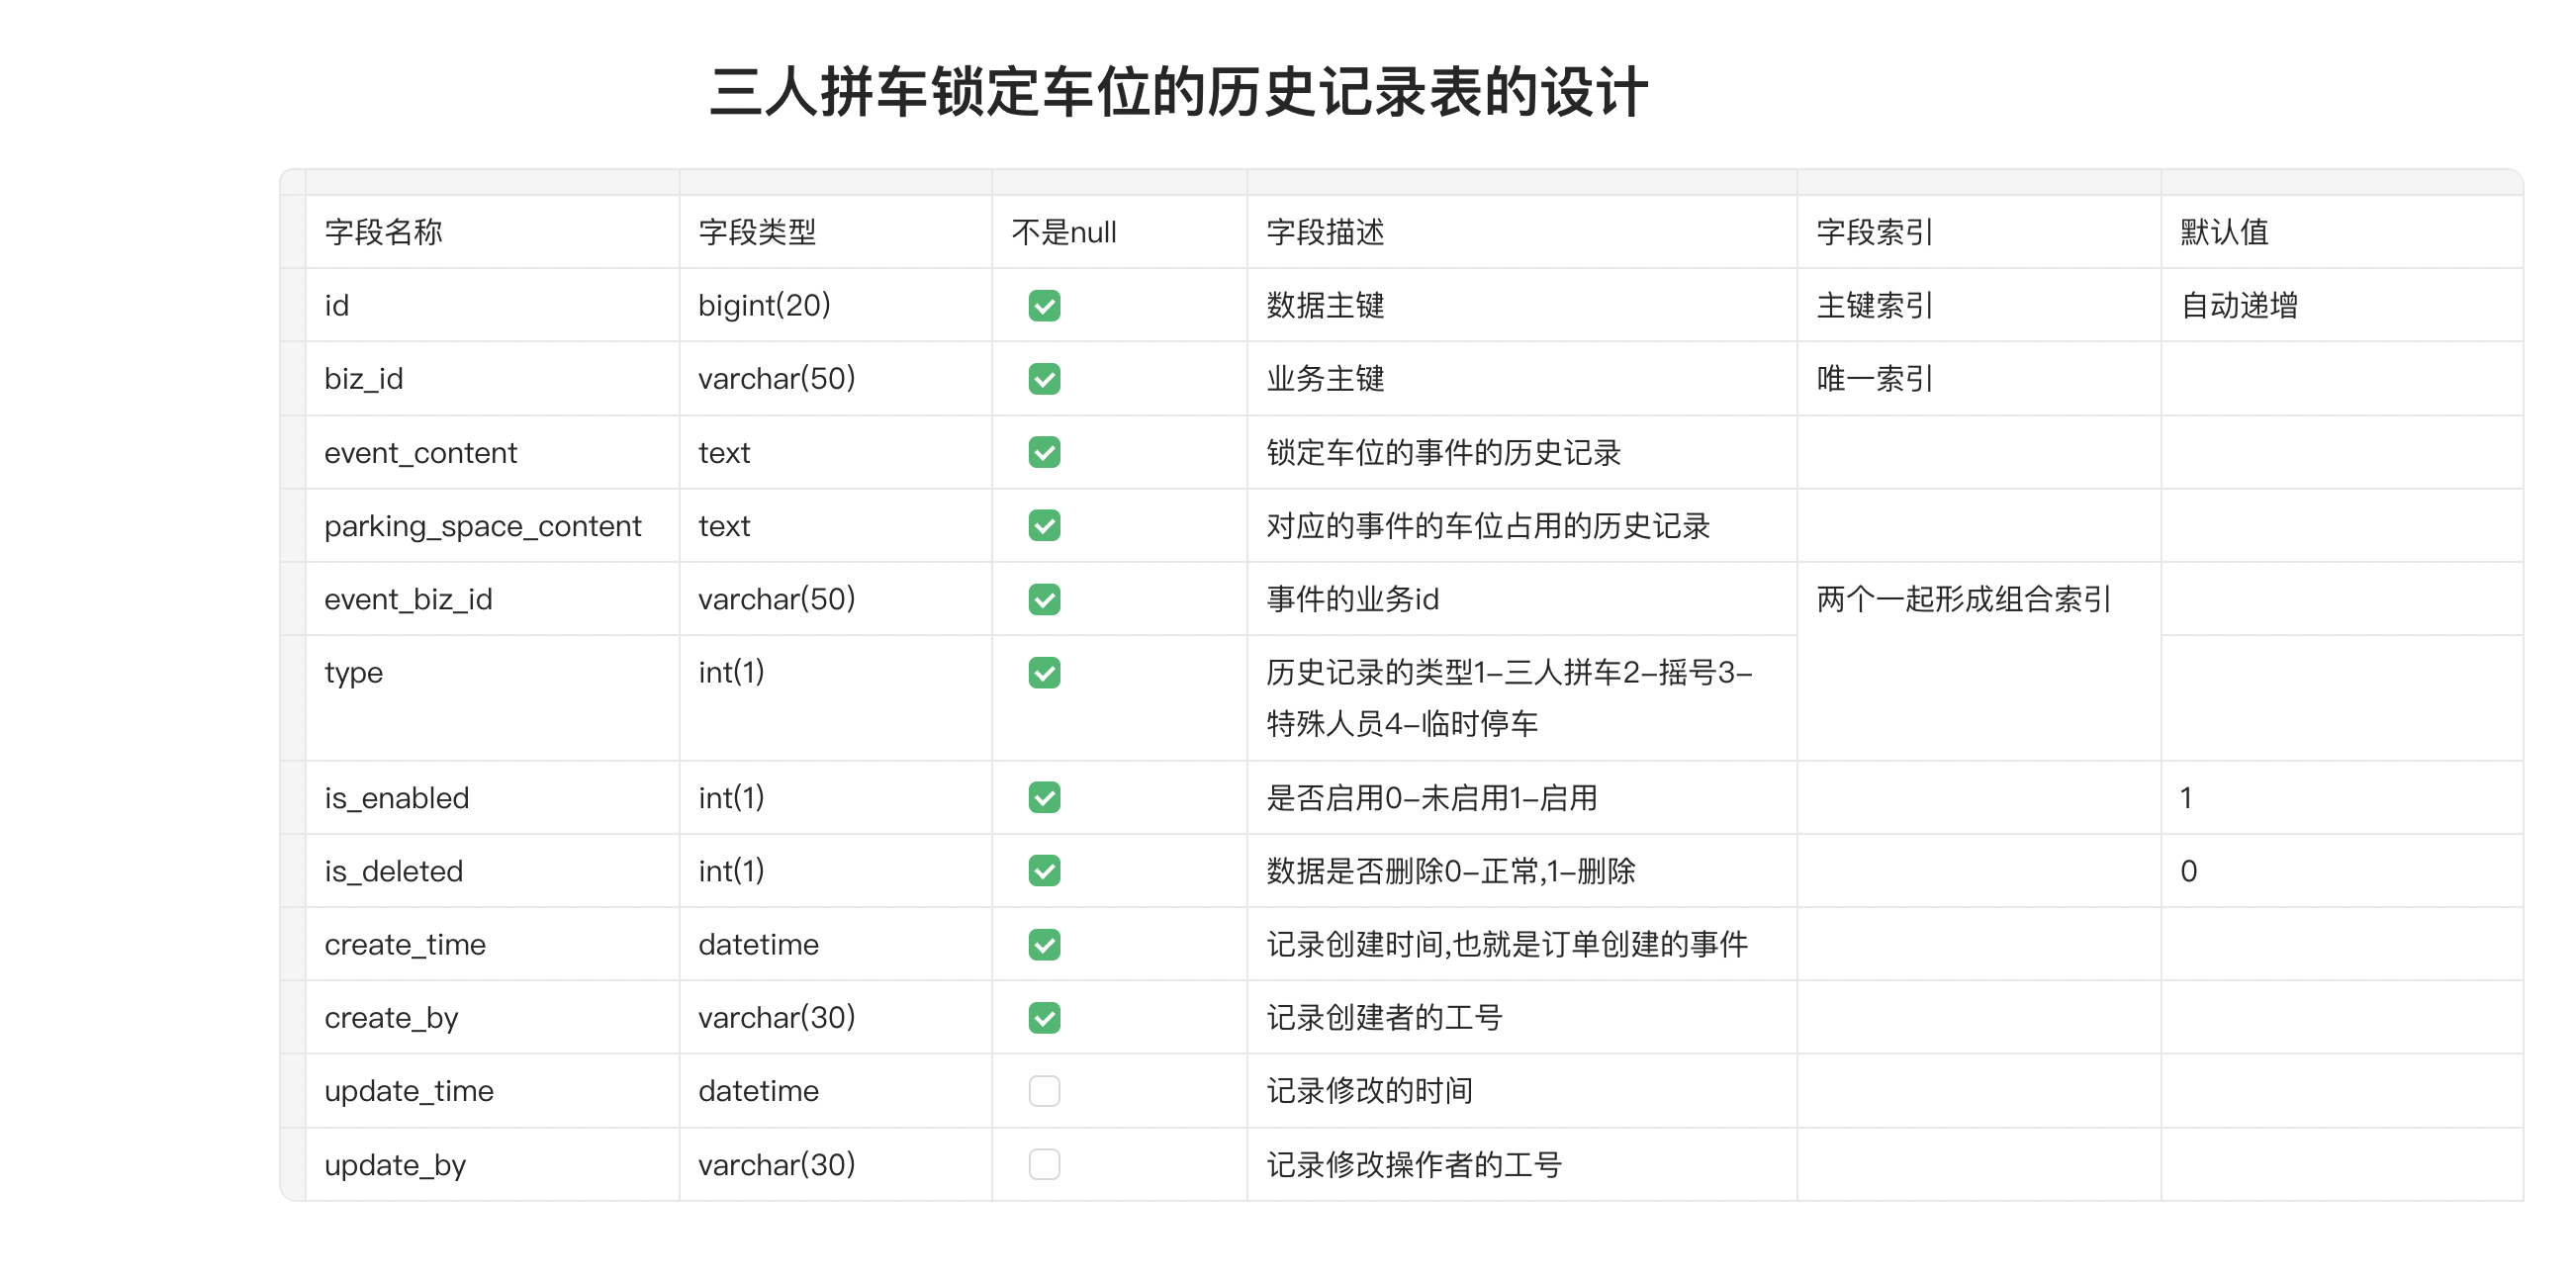 三人拼车锁定车位的历史记录表的设计
字段名称 字段类型 不是null 字段描述 字段索引 默认值
id bigint(20) 数据主键 主键索引 自动递增
biz_id varchar(50) 业务主键 唯一索引
event_content text 锁定车位的事件的历史记录
parking_space_content text 对应的事件的车位占用的历史记录
event_biz_id varchar(50) 事件的业务id 两个一起形成组合索引
type int(1) 历史记录的类型1-三人拼车2-摇号3-
特殊人员4-临时停车
is_enabled int(1) 是否启用0-未启用1-启用 1
is_deleted int(1) 数据是否删除0-正常,1-删除 0
create_time datetime 记录创建时间,也就是订单创建的事件
create_by varchar(30) 记录创建者的工号
update_time datetime 记录修改的时间
update_by varchar(30) 记录修改操作者的工号